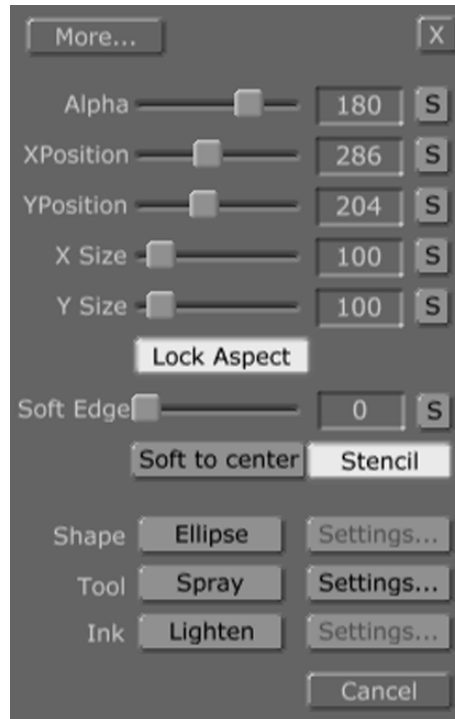 More... X
Alpha 180 S
XPosition 286 S
YPosition 204 S
X Size 100 S
Y Size 100 S
Lock Aspect
Soft Edge 0 S
Soft to center Stencil
Shape Ellipse Settings...
Tool Spray Settings...
Ink Lighten Settings...
Cancel